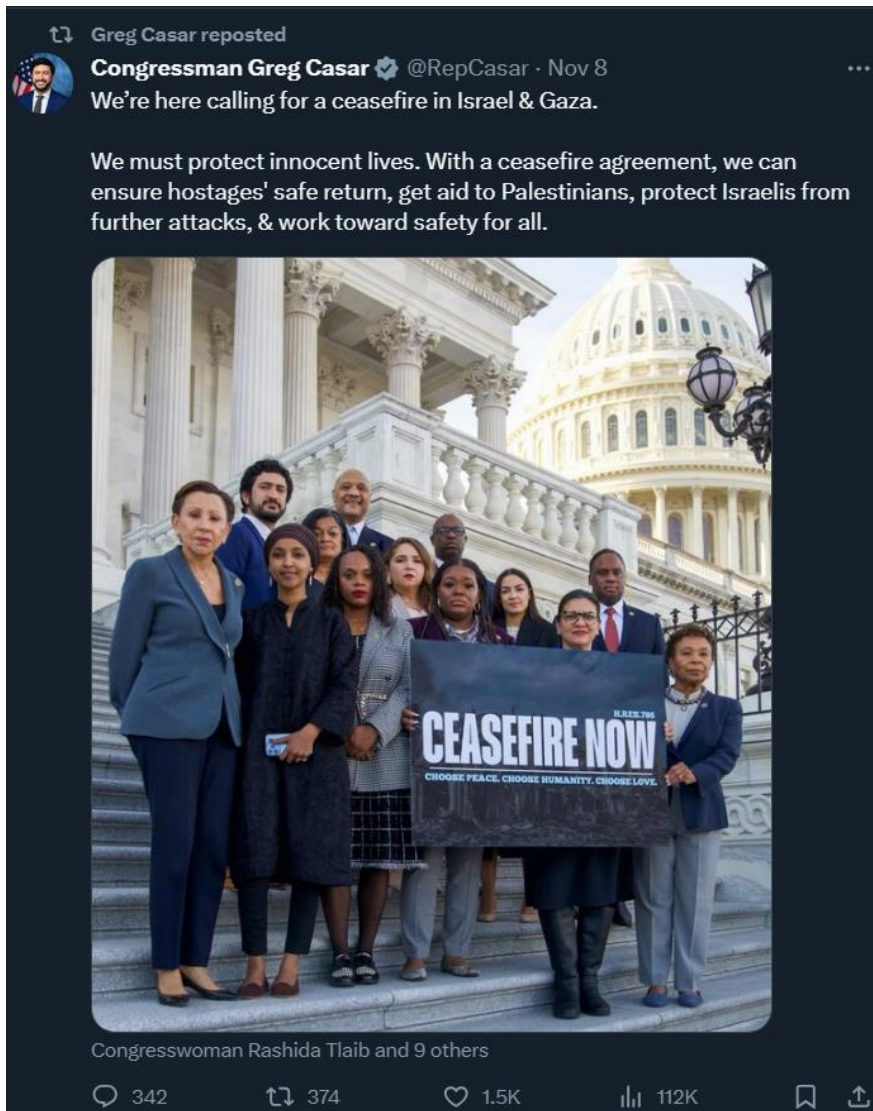 Greg Casar reposted
Congressman Greg Casar @RepCasar · Nov 8
We’re here calling for a ceasefire in Israel & Gaza.
We must protect innocent lives. With a ceasefire agreement, we can
ensure hostages' safe return, get aid to Palestinians, protect Israelis from
further attacks, & work toward safety for all.
H.RES.786
CEASEFIRE NOW
CHOOSE PEACE. CHOOSE HUMANITY. CHOOSE LOVE.
Congresswoman Rashida Tlaib and 9 others
342 374 1.5K 112K